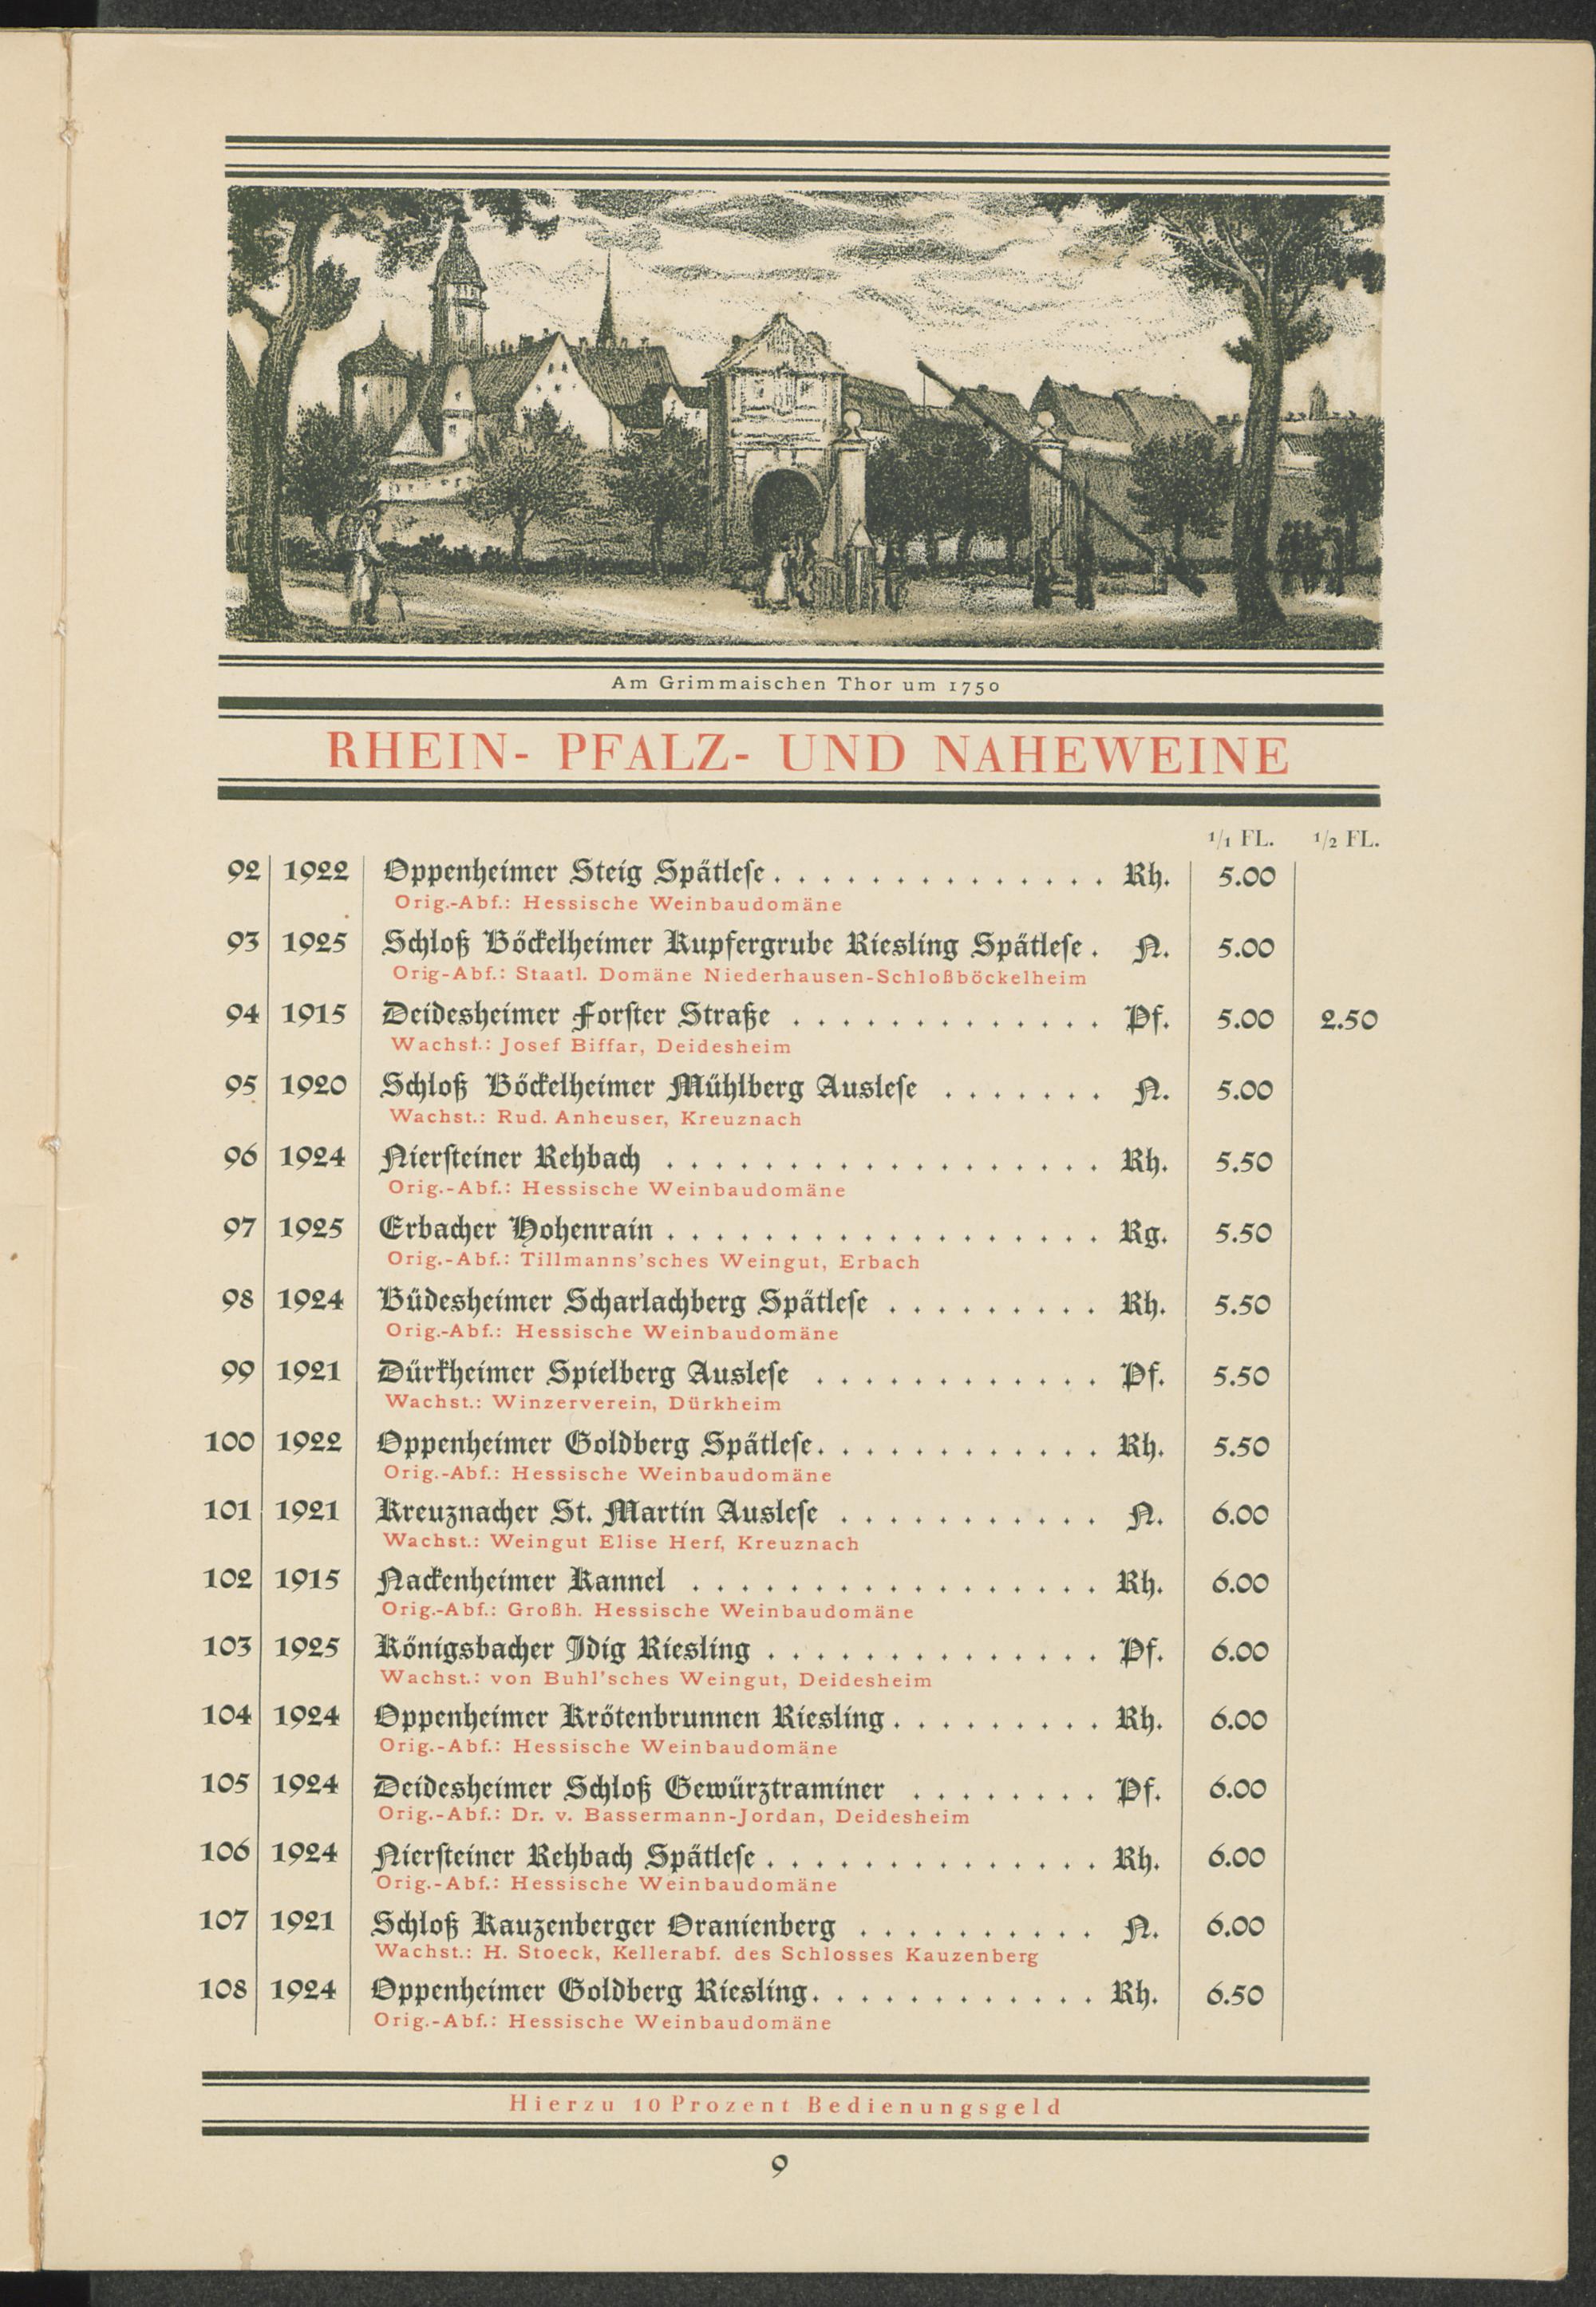 Am Grimmaischen Thor um 1750
RHEIN- PFALZ- UND NAHEWEINE
1/1 FL. 1/2 FL.
92 1922 Oppenheimer Steig Spätlese. . . . . . . . . . . . . . Rh. 5.00
Orig.-Abf.: Hessische Weinbaudomäne
93 1925 Schloß Böckelheimer Kupfergrube Riesling Spätlese . N. 5.00
Orig-Abf.: Staatl. Domäne Niederhausen-Schloßböckelheim
94 1915 Deidesheimer Forster Straße . . . . . . . . . . . . . Pf. 5.00 2.50
Wachst.: Josef Biffar, Deidesheim
95 1920 Schloß Böckelheimer Mühlberg Auslese . . . . . . . N. 5.00
Wachst.: Rud. Anheuser, Kreuznach
96 1924 Niersteiner Rehbach . . . . . . . . . . . . . . . . . . Rh. 5.50
Orig.-Abf.: Hessische Weinbaudomäne
97 1925 Erbacher Hohenrain . . . . . . . . . . . . . . . . . . Rg. 5.50
Orig.-Abf.: Tillmanns'sches Weingut, Erbach
98 1924 Büdesheimer Scharlachberg Spätlese . . . . . . . . . Rh. 5.50
Orig.-Abf.: Hessische Weinbaudomäne
99 1921 Dürkheimer Spielberg Auslese . . . . . . . . . . . . Pf. 5.50
Wachst.: Winzerverein, Dürkheim
100 1922 Oppenheimer Goldberg Spätlese. . . . . . . . . . . . Rh. 5.50
Orig.-Abf.: Hessische Weinbaudomäne
101 1921 Kreuznacher St. Martin Auslese . . . . . . . . . . . N. 6.00
Wachst.: Weingut Elise Herf, Kreuznach
102 1915 Nackenheimer Kannel . . . . . . . . . . . . . . . . . Rh. 6.00
Orig.-Abf.: Großh. Hessische Weinbaudomäne
103 1925 Königsbacher Idig Riesling . . . . . . . . . . . . . . Pf. 6.00
Wachst.: von Buhl'sches Weingut, Deidesheim
104 1924 Oppenheimer Krötenbrunnen Riesling . . . . . . . . . Rh. 6.00
Orig.-Abf.: Hessische Weinbaudomäne
105 1924 Deidesheimer Schloß Gewürztraminer . . . . . . . . Pf. 6.00
Orig.-Abf.: Dr. v. Bassermann-Jordan, Deidesheim
106 1924 Niersteiner Rehbach Spätlese . . . . . . . . . . . . . . Rh. 6.00
Orig.-Abf.: Hessische Weinbaudomäne
107 1921 Schloß Kauzenberger Oranienberg . . . . . . . . . . N. 6.00
Wachst.: H. Stoeck, Kellerabf. des Schlosses Kauzenberg
108 1924 Oppenheimer Goldberg Riesling. . . . . . . . . . . . Rh. 6.50
Orig.-Abf.: Hessische Weinbaudomäne
Hierzu 10 Prozent Bedienungsgeld
9